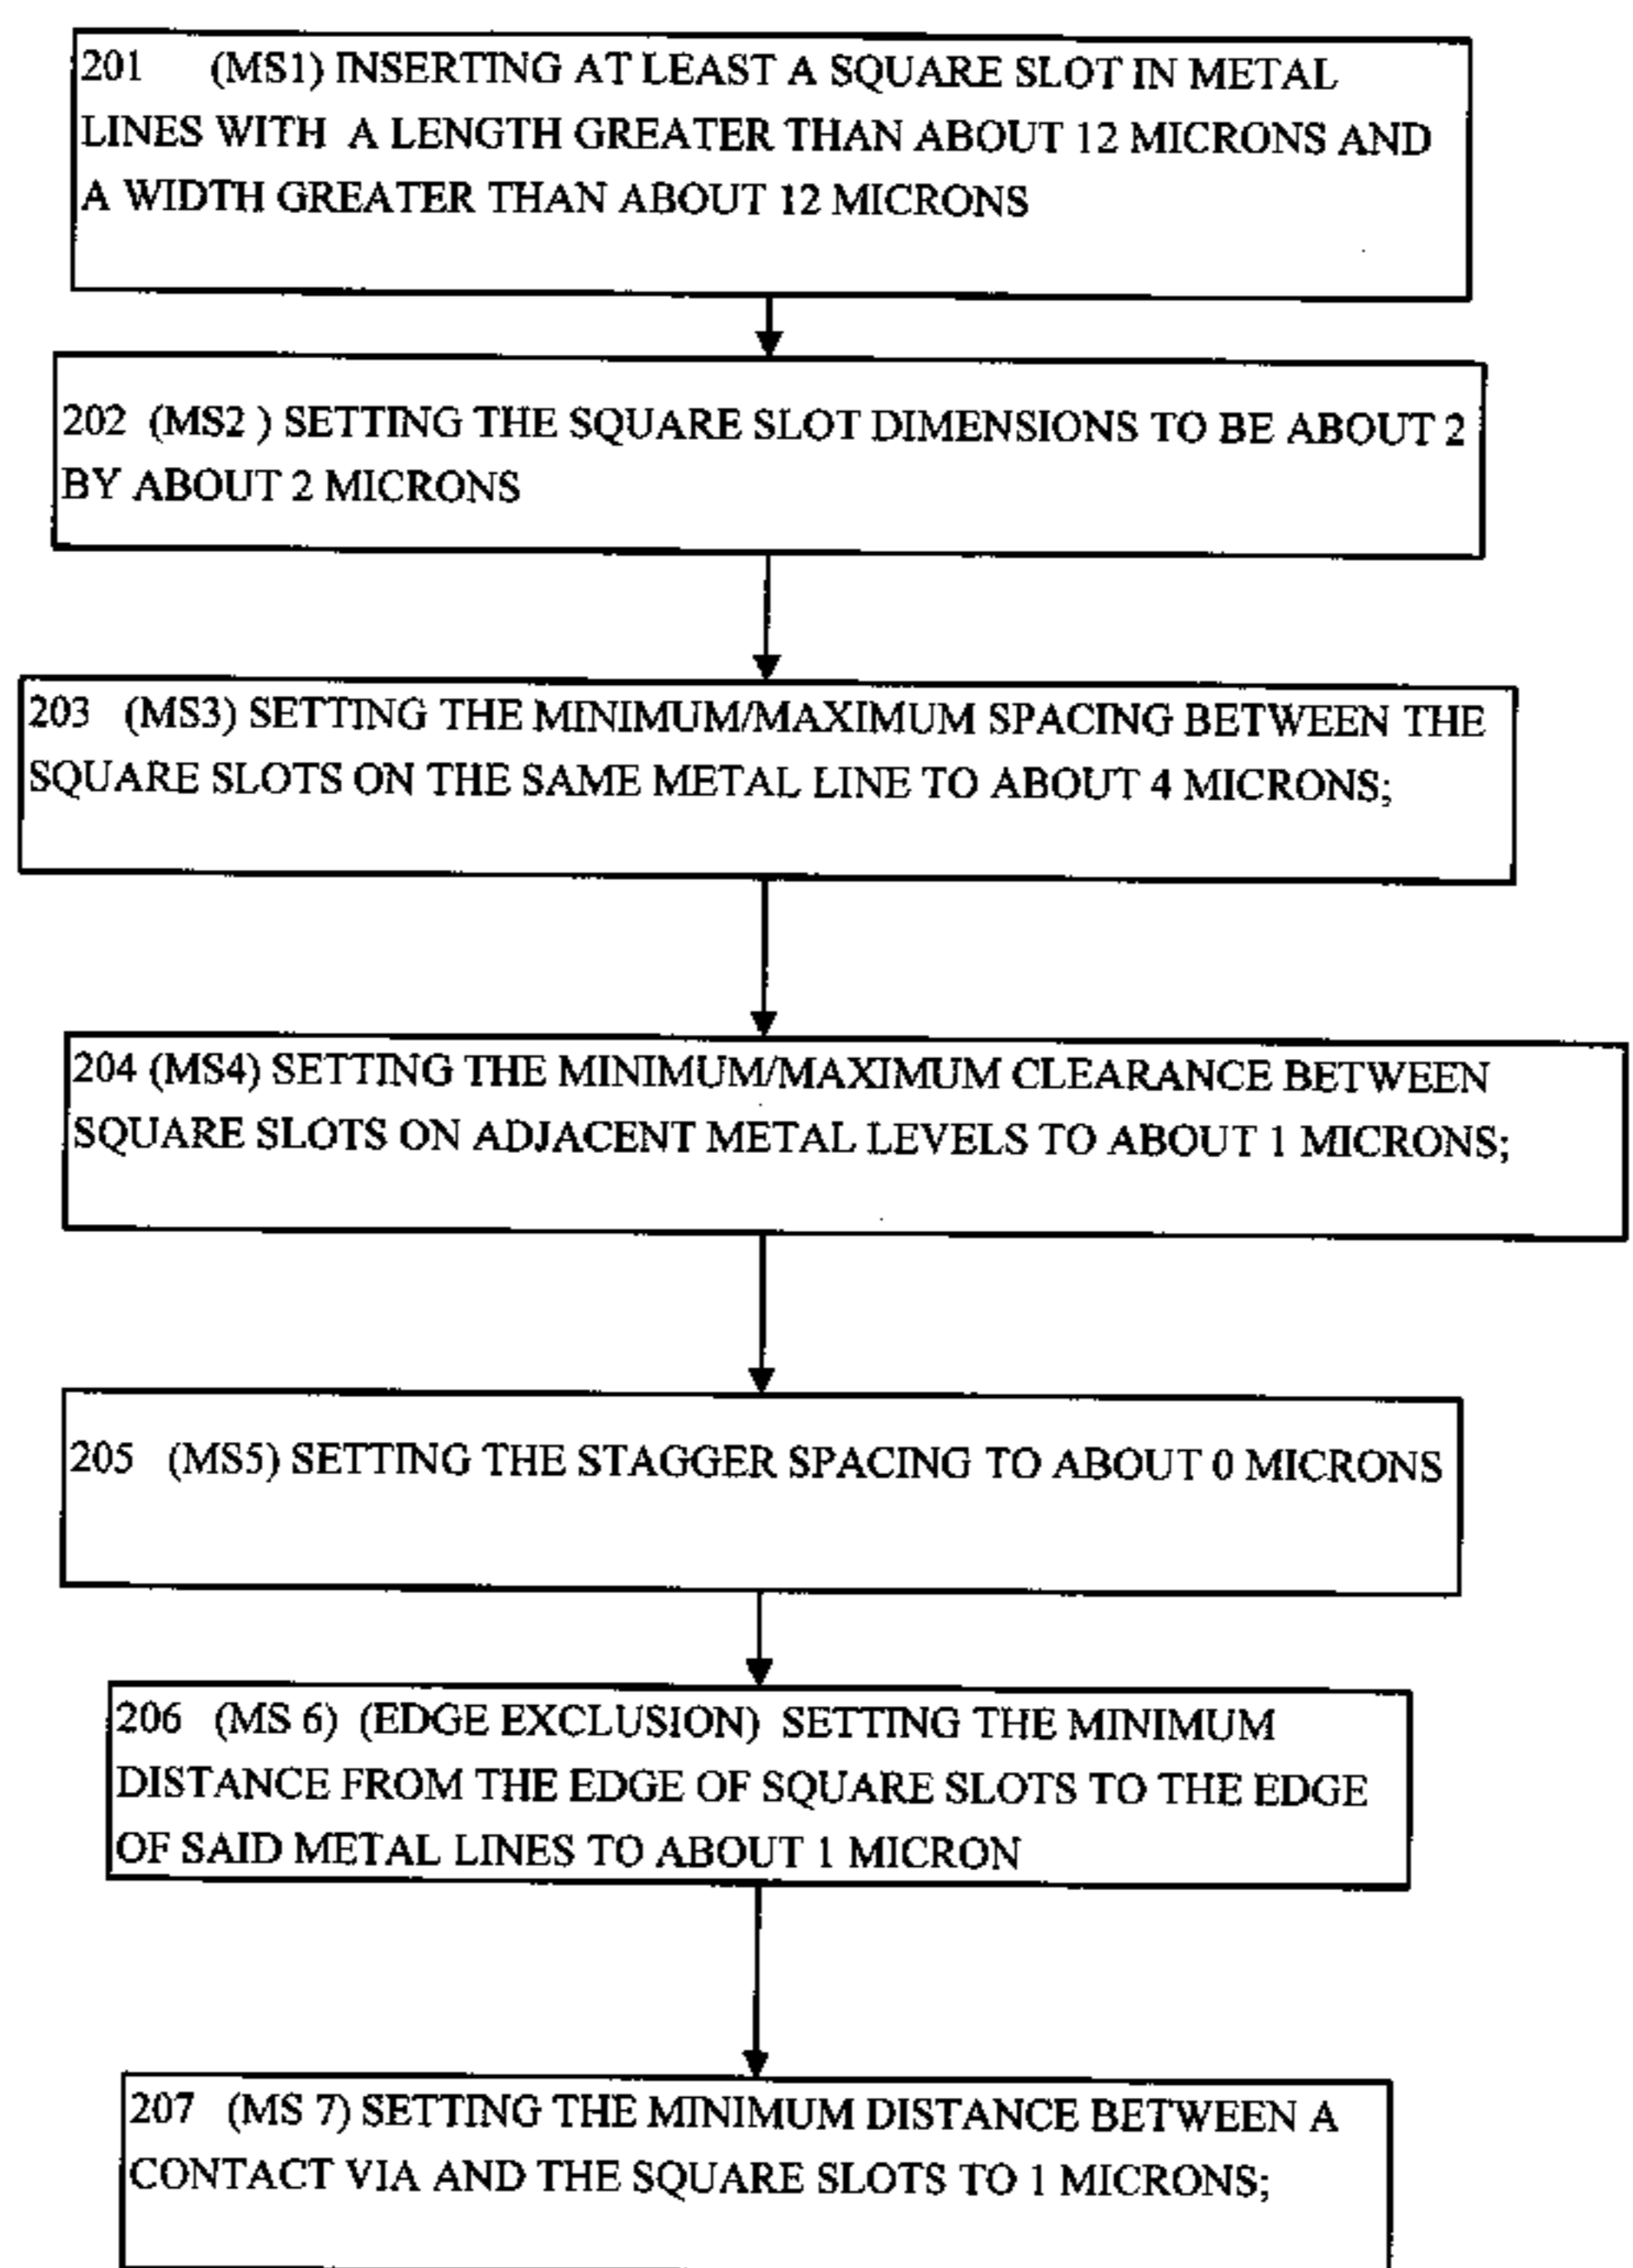 201 (MS1) INSERTING AT LEAST A SQUARE SLOT IN METAL
LINES WITH A LENGTH GREATER THAN ABOUT 12 MICRONS AND
A WIDTH GREATER THAN ABOUT 12 MICRONS
202 (MS2 ) SETTING THE SQUARE SLOT DIMENSIONS TO BE ABOUT 2
BY ABOUT 2 MICRONS
203 (MS3) SETTING THE MINIMUM/MAXIMUM SPACING BETWEEN THE
SQUARE SLOTS ON THE SAME METAL LINE TO ABOUT 4 MICRONS;
204 (MS4) SETTING THE MINIMUM/MAXIMUM CLEARANCE BETWEEN
SQUARE SLOTS ON ADJACENT METAL LEVELS TO ABOUT 1 MICRONS;
205 (MS5) SETTING THE STAGGER SPACING TO ABOUT 0 MICRONS
206 (MS 6) (EDGE EXCLUSION) SETTING THE MINIMUM
DISTANCE FROM THE EDGE OF SQUARE SLOTS TO THE EDGE
OF SAID METAL LINES TO ABOUT 1 MICRON
207 (MS 7) SETTING THE MINIMUM DISTANCE BETWEEN A
CONTACT VIA AND THE SQUARE SLOTS TO 1 MICRONS;